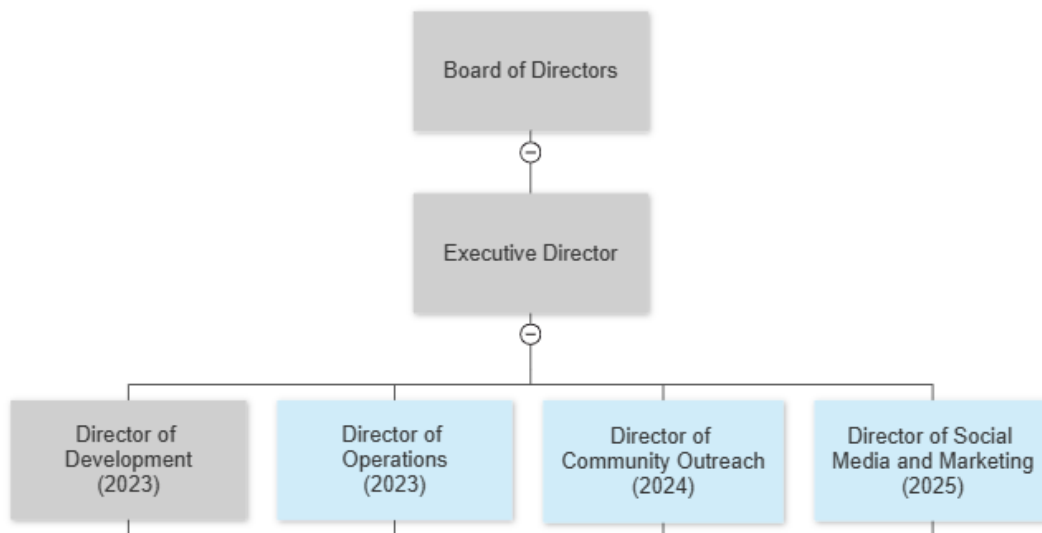 Board of Directors
Executive Director
Director of
Development
(2023)
Director of
Operations
(2023)
Director of
Community Outreach
(2024)
Director of Social
Media and Marketing
(2025)